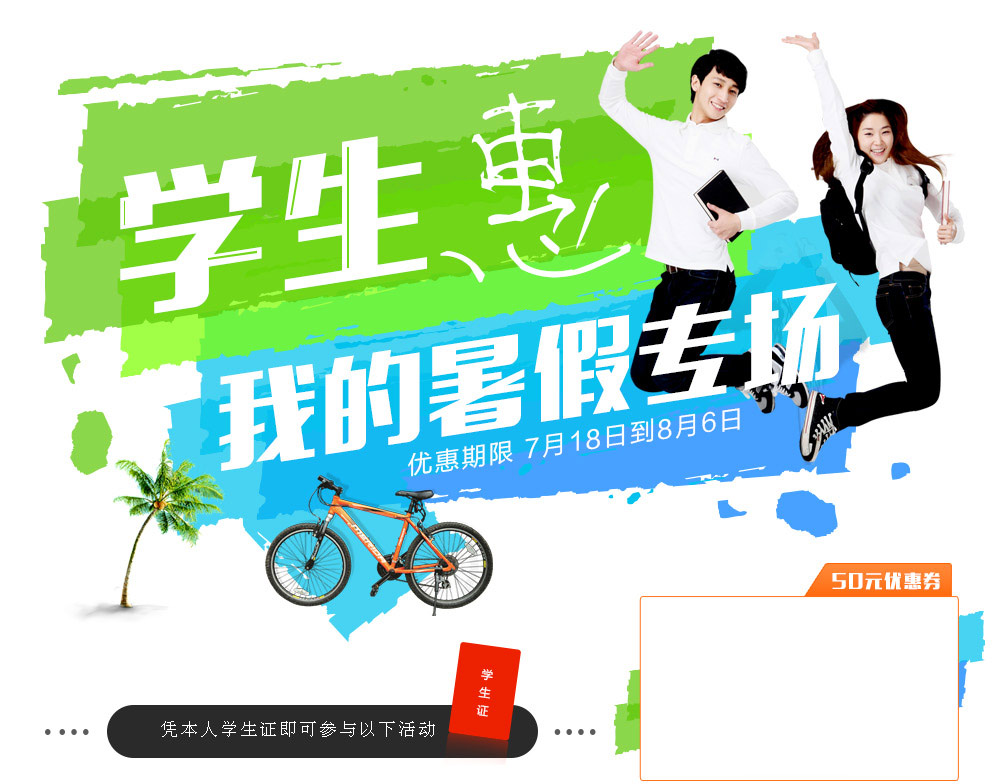 学生惠
我的暑假专场
优惠期限 7月18日到8月6日
50元优惠券
学生证
凭本人学生证即可参与以下活动